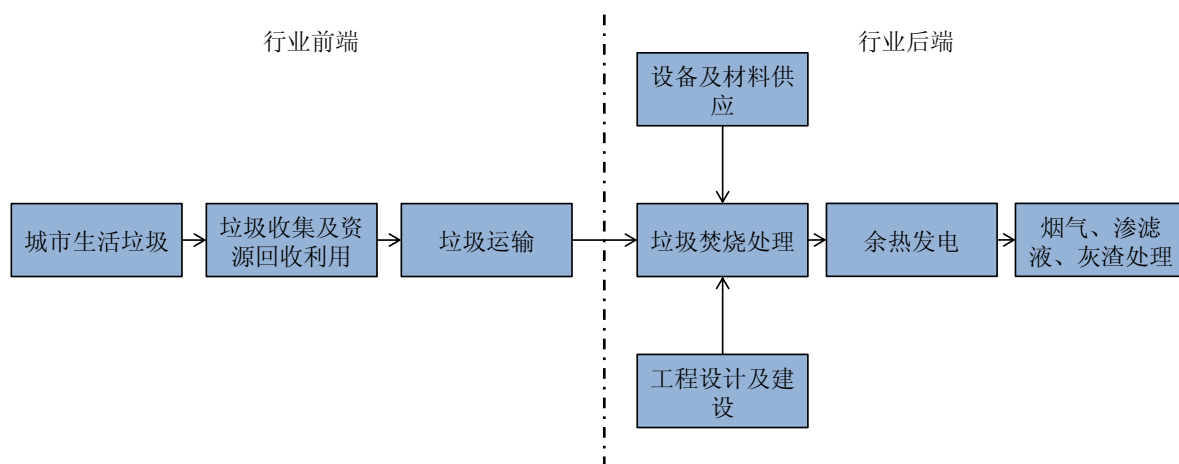 行业前端
行业后端
设备及材料供
应
城市生活垃圾
垃圾收集及资
源回收利用
垃圾运输
垃圾焚烧处理
余热发电
烟气、渗滤
液、灰渣处理
工程设计及建
设